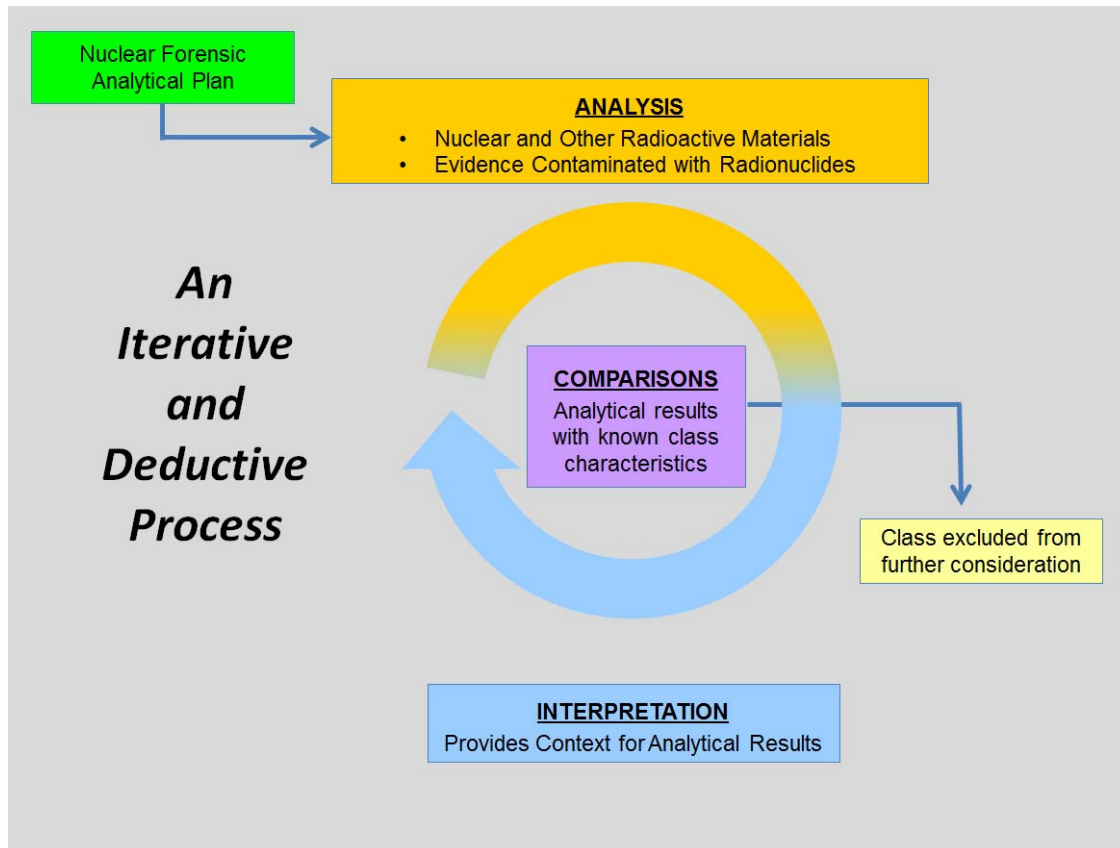 Nuclear Forensic
Analytical Plan
ANALYSIS
• Nuclear and Other Radioactive Materials
• Evidence Contaminated with Radionuclides
An
Iterative
and
Deductive
Process
COMPARISONS
Analytical results
with known class
characteristics
Class excluded from
further consideration
INTERPRETATION
Provides Context for Analytical Results